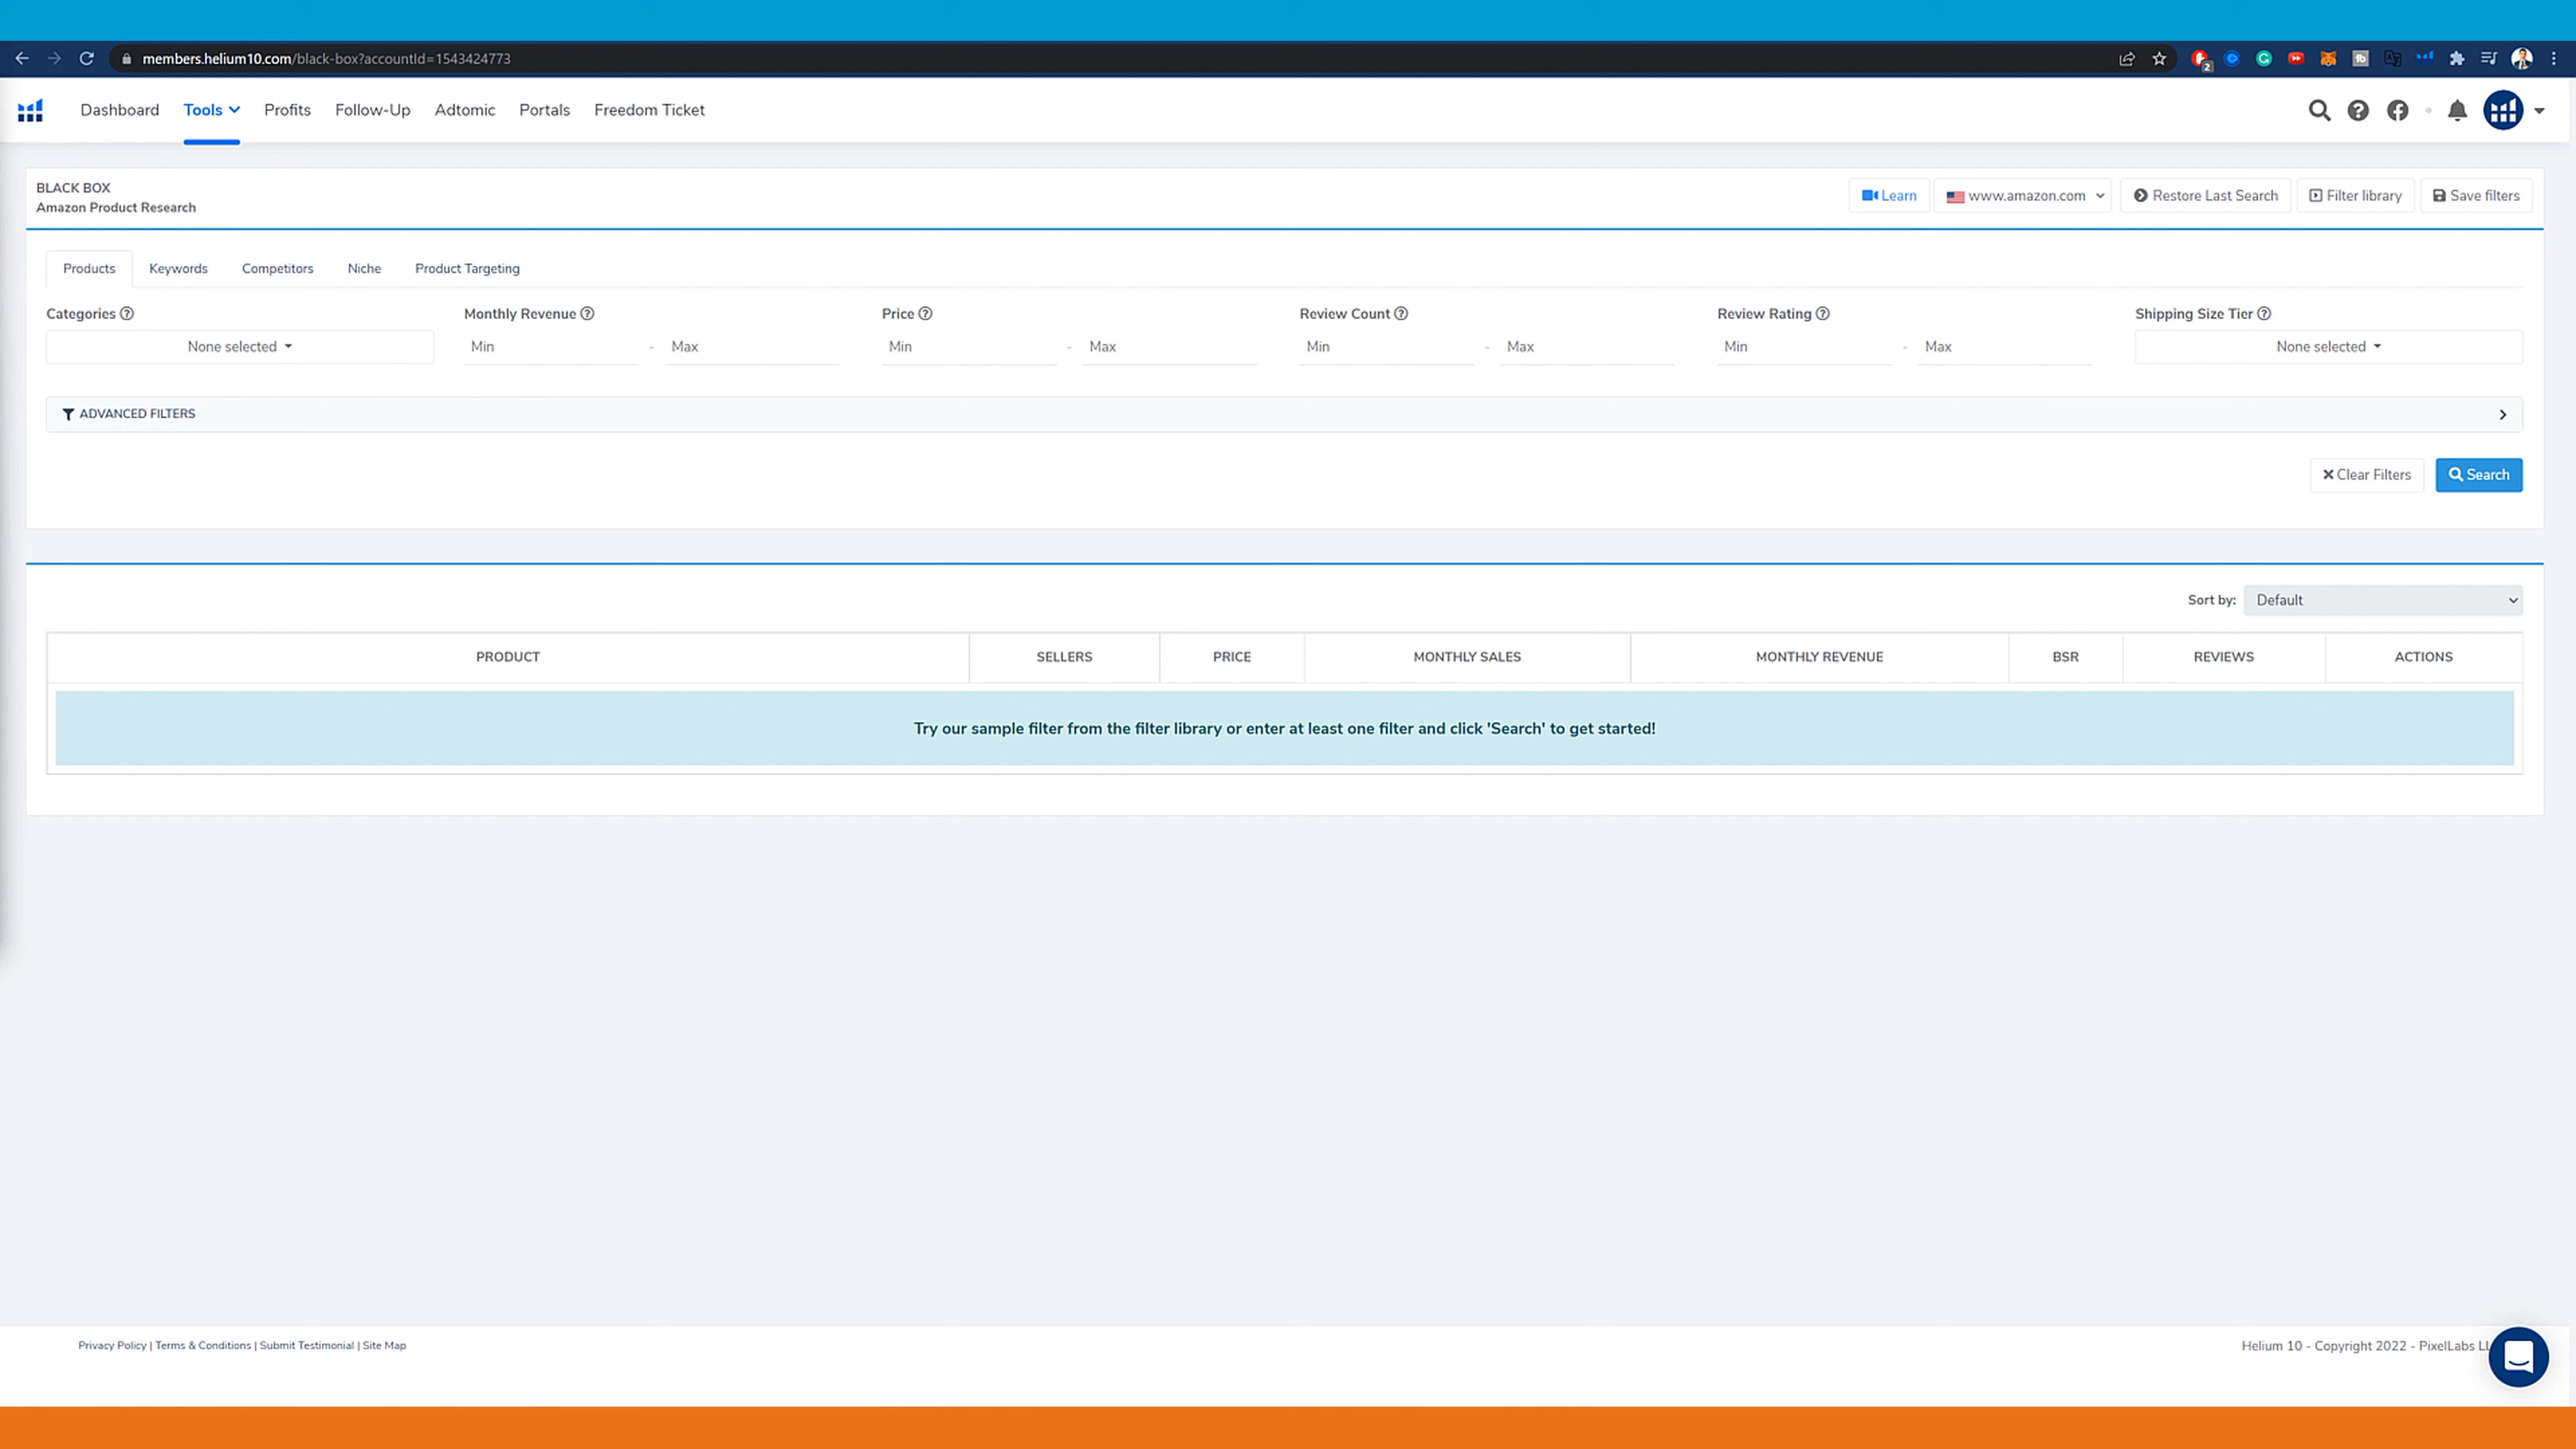 members.helium10.com/black-box?accountId=1543424773
2
Dashboard Tools Profits Follow-Up Adtomic Portals Freedom Ticket
BLACK BOX
Amazon Product Research
Learn www.amazon.com Restore Last Search Filter library Save filters
Products Keywords Competitors Niche Product Targeting
Categories Monthly Revenue Price Review Count Review Rating Shipping Size Tier
None selected Min - Max Min - Max Min - Max Min - Max None selected
ADVANCED FILTERS
Clear Filters Search
Sort by: Default
PRODUCT SELLERS PRICE MONTHLY SALES MONTHLY REVENUE BSR REVIEWS ACTIONS
Try our sample filter from the filter library or enter at least one filter and click 'Search' to get started!
Privacy Policy | Terms & Conditions | Submit Testimonial | Site Map
Helium 10 - Copyright 2022 - PixelLabs